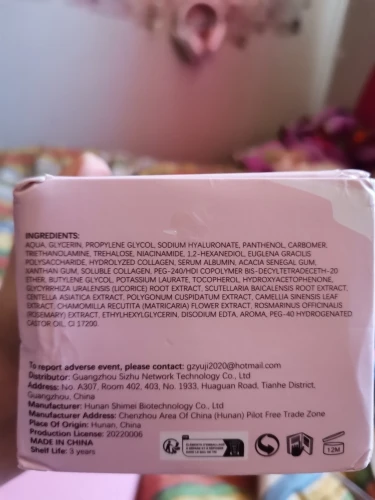 INGREDIENTS:
AQUA, GLYCERIN, PROPYLENE GLYCOL, SODIUM HYALURONATE, PANTHENOL, CARBOMER,
TRIETHANOLAMINE, TREHALOSE, NIACINAMIDE, 1,2-HEXANEDIOL, EUGLENA GRACILIS
POLYSACCHARIDE, HYDROLYZED COLLAGEN, SERUM ALBUMIN, ACACIA SENEGAL GUM,
XANTHAN GUM, SOLUBLE COLLAGEN, PEG-240/HDI COPOLYMER BIS-DECYLTETRADECETH-20
ETHER, BUTYLENE GLYCOL, POTASSIUM LAURATE, TOCOPHEROL, HYDROXYACETOPHENONE,
GLYCYRRHIZA URALENSIS (LICORICE) ROOT EXTRACT, SCUTELLARIA BAICALENSIS ROOT EXTRACT,
CENTELLA ASIATICA EXTRACT, POLYGONUM CUSPIDATUM EXTRACT, CAMELLIA SINENSIS LEAF
EXTRACT, CHAMOMILLA RECUTITA (MATRICARIA) FLOWER EXTRACT, ROSMARINUS OFFICINALIS
(ROSEMARY) EXTRACT, ETHYLHEXYLGLYCERIN, DISODIUM EDTA, AROMA, PEG-40 HYDROGENATED
CASTOR OIL, CI 17200.
To report adverse event, please contact: gzyuji2020@hotmail.com
Distributor: Guangzhou Sizhu Network Technology Co., Ltd
Address: No. A307, Room 402, 403, No. 1933, Huaguan Road, Tianhe District,
Guangzhou, China
Manufacturer: Hunan Shimei Biotechnology Co., Ltd
Manufacturer Address: Chenzhou Area Of China (Hunan) Pilot Free Trade Zone
Place Of Origin: Hunan, China
Production License: 20220006
MADE IN CHINA
Shelf Life: 3 years
12M